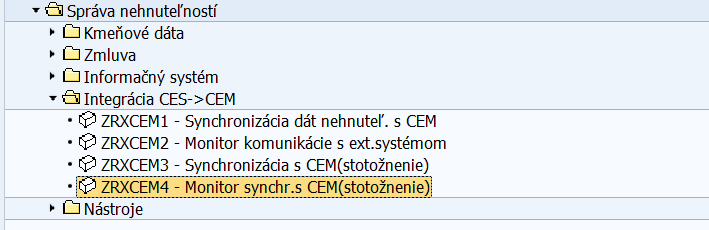 Správa nehnuteľností
Kmeňové dáta
Zmluva
Informačný systém
Integrácia CES->CEM
ZRXCEM1 - Synchronizácia dát nehnuteľ. s CEM
ZRXCEM2 - Monitor komunikácie s ext.systémom
ZRXCEM3 - Synchronizácia s CEM(stotožnenie)
ZRXCEM4 - Monitor synchr.s CEM(stotožnenie)
Nástroje